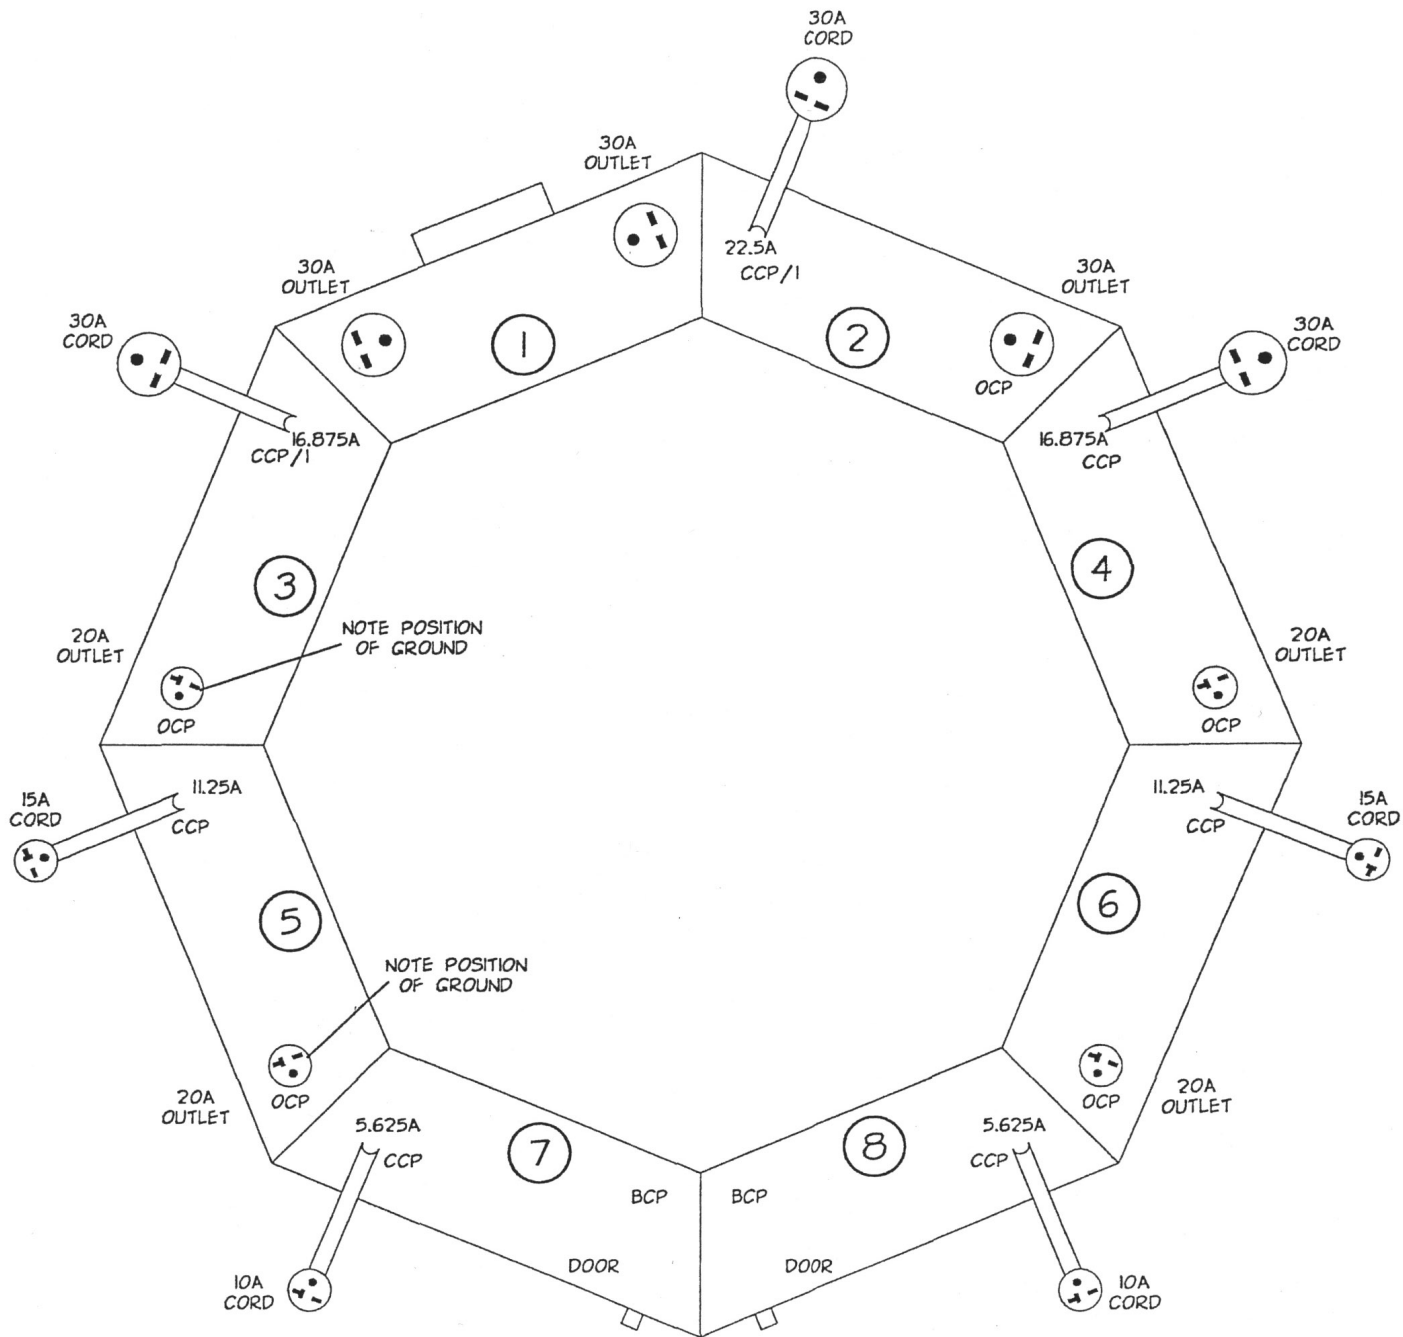 30A
CORD
30A
OUTLET
22.5A
CCP/1
30A
OUTLET
30A
OUTLET
30A
CORD
30A
CORD
1
2
OCP
16.875A
CCP/1
16.875A
CCP
3
4
NOTE POSITION
OF GROUND
20A
OUTLET
20A
OUTLET
OCP
OCP
11.25A
CCP
11.25A
CCP
15A
CORD
15A
CORD
5
6
NOTE POSITION
OF GROUND
20A
OUTLET
OCP
OCP
20A
OUTLET
5.625A
CCP
7
8
5.625A
CCP
BCP
BCP
DOOR
DOOR
10A
CORD
10A
CORD